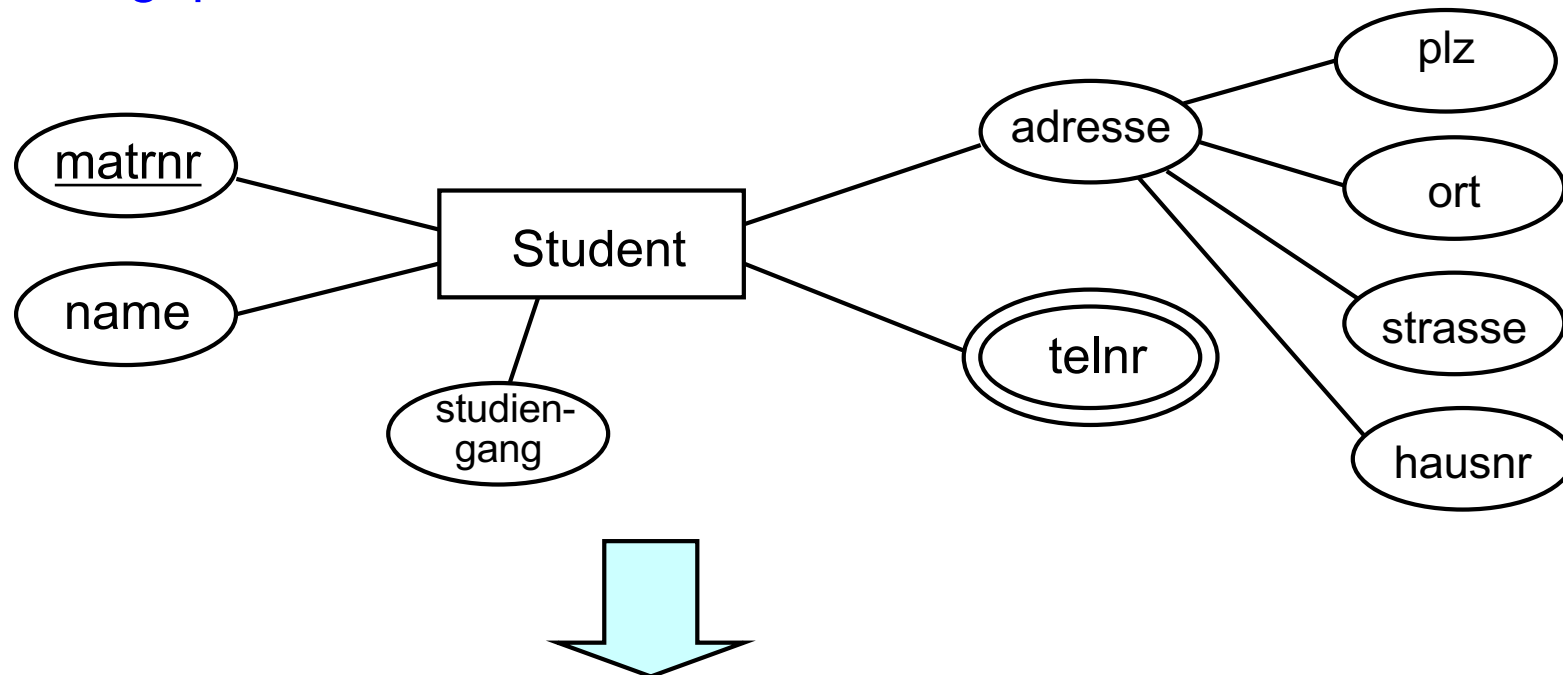 matrnr
name
Student
studien-
gang
adresse
telnr
plz
ort
strasse
hausnr